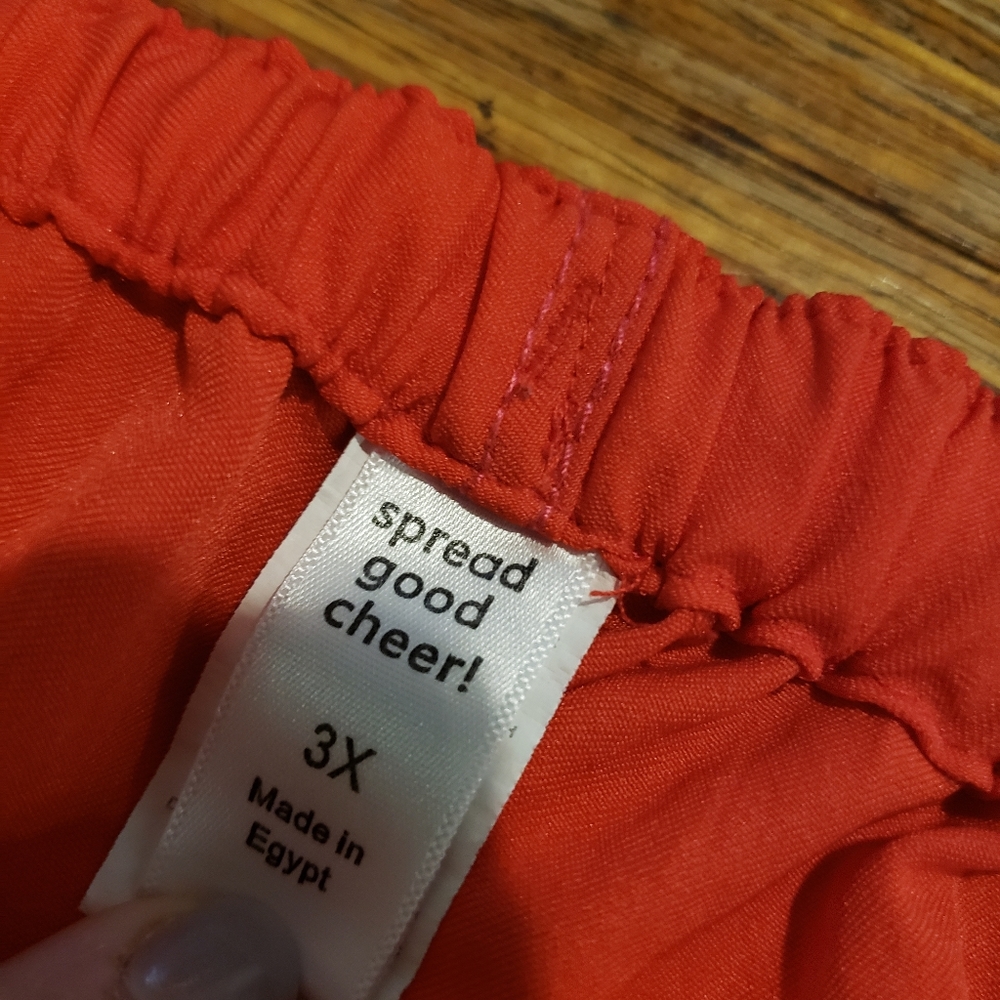 spread
good
cheer!
3X
Made in
Egypt